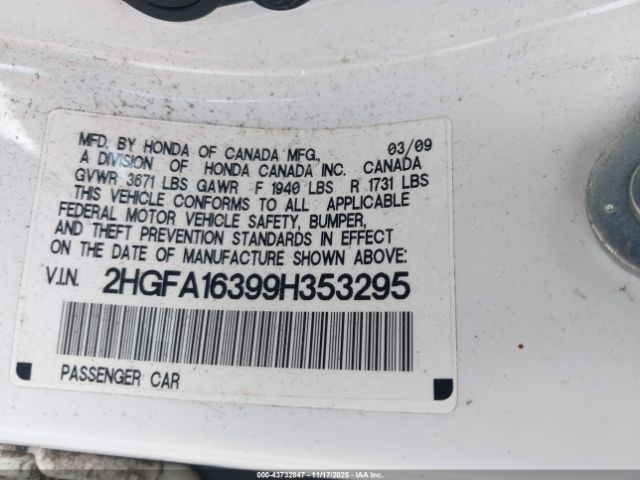 MFD. BY HONDA OF CANADA MFG., 03/09
A DIVISION OF HONDA CANADA INC. CANADA
GVWR 3671 LBS GAWR F 1940 LBS R 1731 LBS
THIS VEHICLE CONFORMS TO ALL APPLICABLE
FEDERAL MOTOR VEHICLE SAFETY, BUMPER,
AND THEFT PREVENTION STANDARDS IN EFFECT
ON THE DATE OF MANUFACTURE SHOWN ABOVE:
V.I.N. 2HGFA16399H353295
PASSENGER CAR
© COPYRIGHT - 43732847 - 11/17/2025 - IAA Inc.